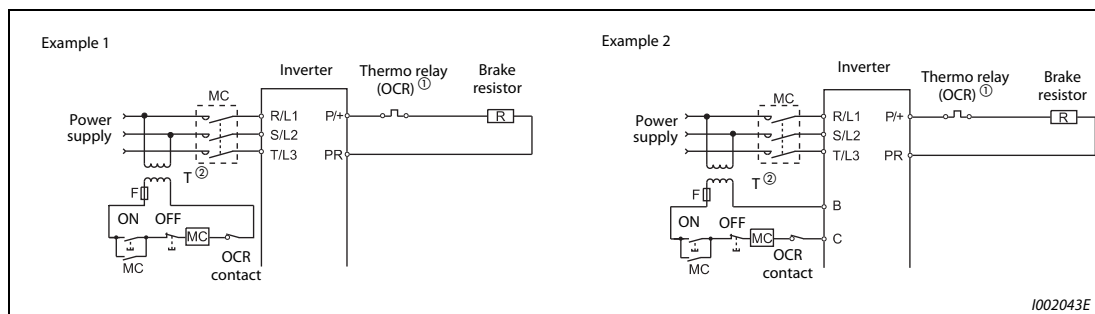 Example 1
Inverter
Thermo relay
(OCR) ①
Brake
resistor
MC
R/L1
P/+
R
Power
supply
S/L2
T/L3
PR
T ②
F
ON
OFF
MC
MC
OCR
contact
Example 2
Inverter
Thermo relay
(OCR) ①
Brake
resistor
MC
R/L1
P/+
R
Power
supply
S/L2
T/L3
PR
T ②
F
B
ON
OFF
MC
C
MC
OCR
contact
I002043E